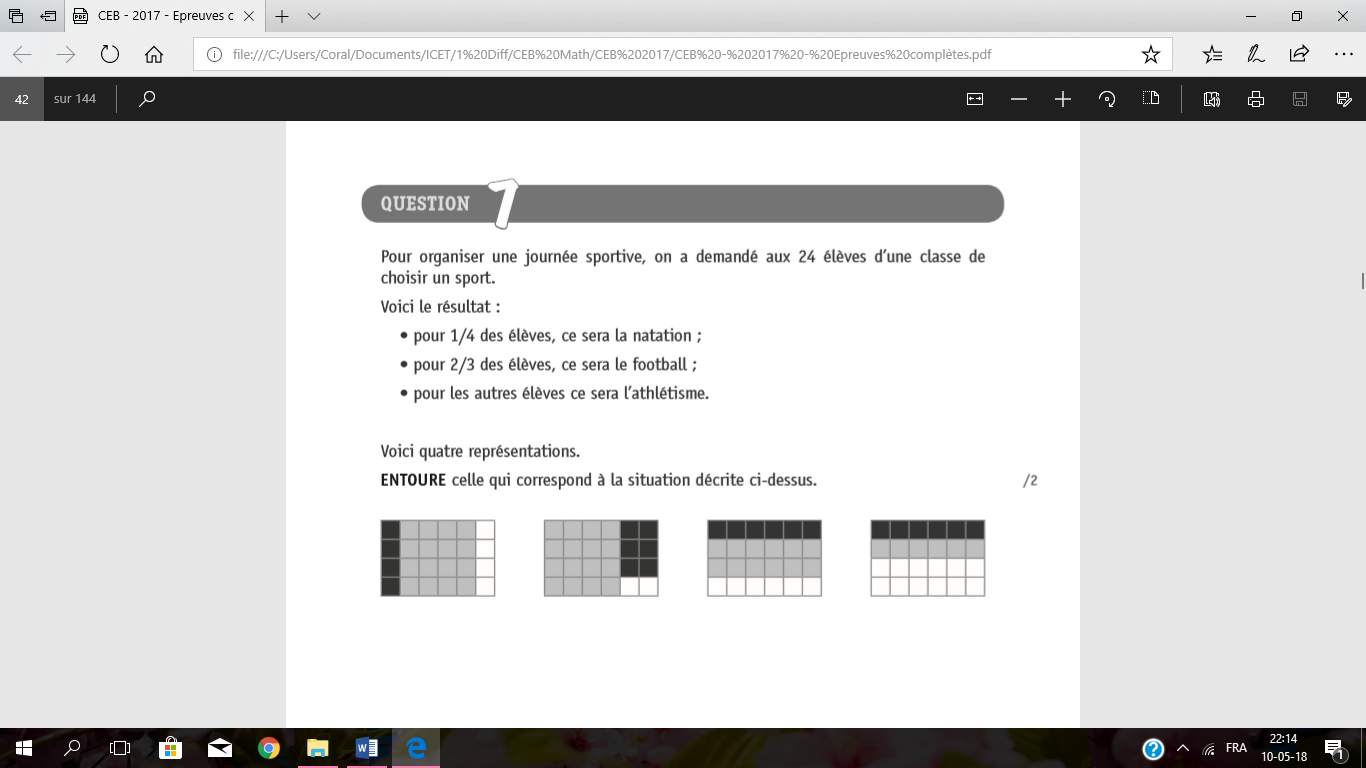 CEB - 2017 - Epreuves c
file:///C:/Users/Coral/Documents/ICET/1%20Diff/CEB%20Math/CEB%202017/CEB%20-%202017%20-%20Epreuves%20complètes.pdf
42 sur 144
QUESTION 7
Pour organiser une journée sportive, on a demandé aux 24 élèves d’une classe de
choisir un sport.
Voici le résultat :
• pour 1/4 des élèves, ce sera la natation ;
• pour 2/3 des élèves, ce sera le football ;
• pour les autres élèves ce sera l’athlétisme.
Voici quatre représentations.
ENTOURE celle qui correspond à la situation décrite ci-dessus. /2
FRA
22:14
10-05-18
1